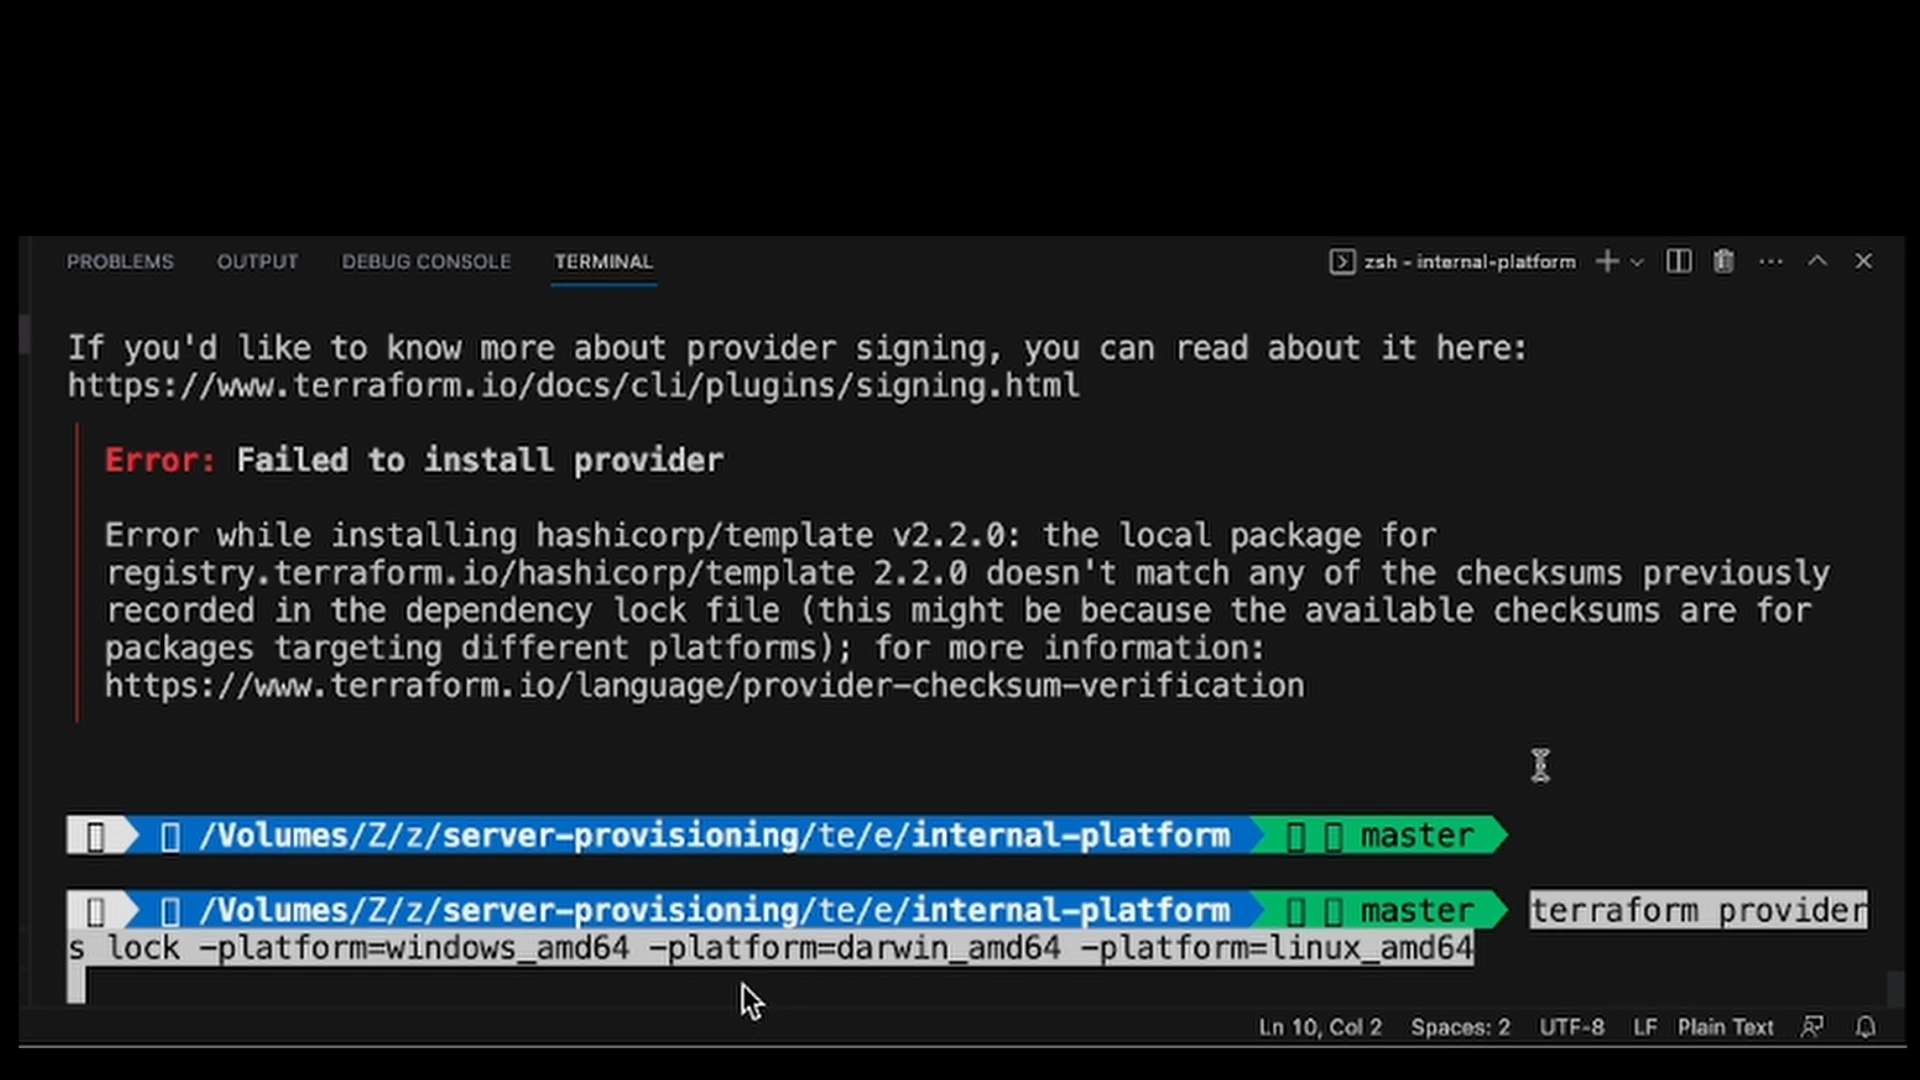 PROBLEMS OUTPUT DEBUG CONSOLE TERMINAL zsh - internal-platform
If you'd like to know more about provider signing, you can read about it here:
https://www.terraform.io/docs/cli/plugins/signing.html
Error: Failed to install provider
Error while installing hashicorp/template v2.2.0: the local package for
registry.terraform.io/hashicorp/template 2.2.0 doesn't match any of the checksums previously
recorded in the dependency lock file (this might be because the available checksums are for
packages targeting different platforms); for more information:
https://www.terraform.io/language/provider-checksum-verification
/Volumes/Z/z/server-provisioning/te/e/internal-platform master
/Volumes/Z/z/server-provisioning/te/e/internal-platform master terraform provider
s lock -platform=windows_amd64 -platform=darwin_amd64 -platform=linux_amd64
Ln 10, Col 2 Spaces: 2 UTF-8 LF Plain Text